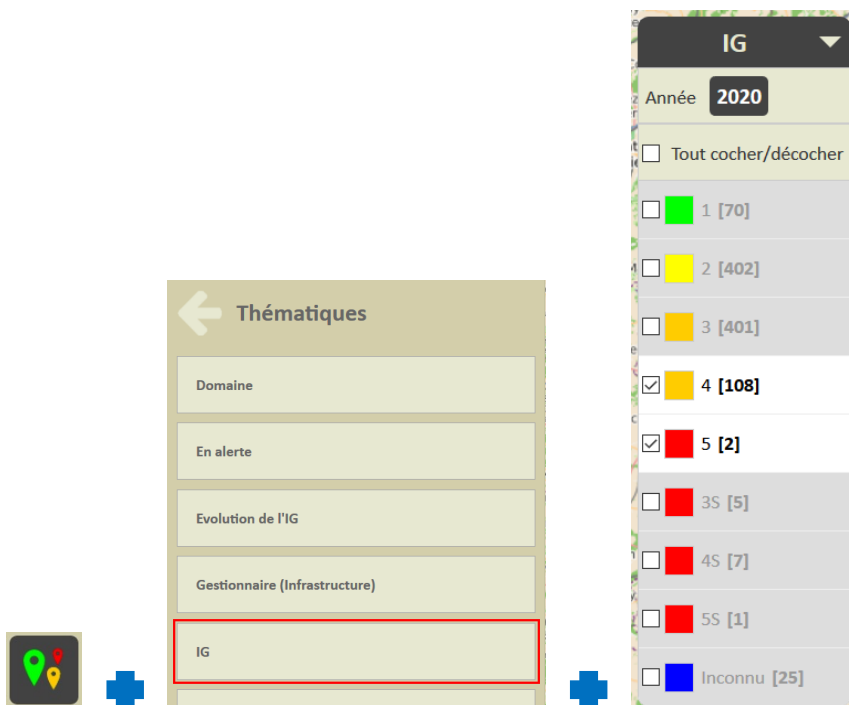 Thématiques
Domaine
En alerte
Evolution de l'IG
Gestionnaire (Infrastructure)
IG
IG
Année 2020
Tout cocher/décocher
1 [70]
2 [402]
3 [401]
4 [108]
5 [2]
3S [5]
4S [7]
5S [1]
Inconnu [25]